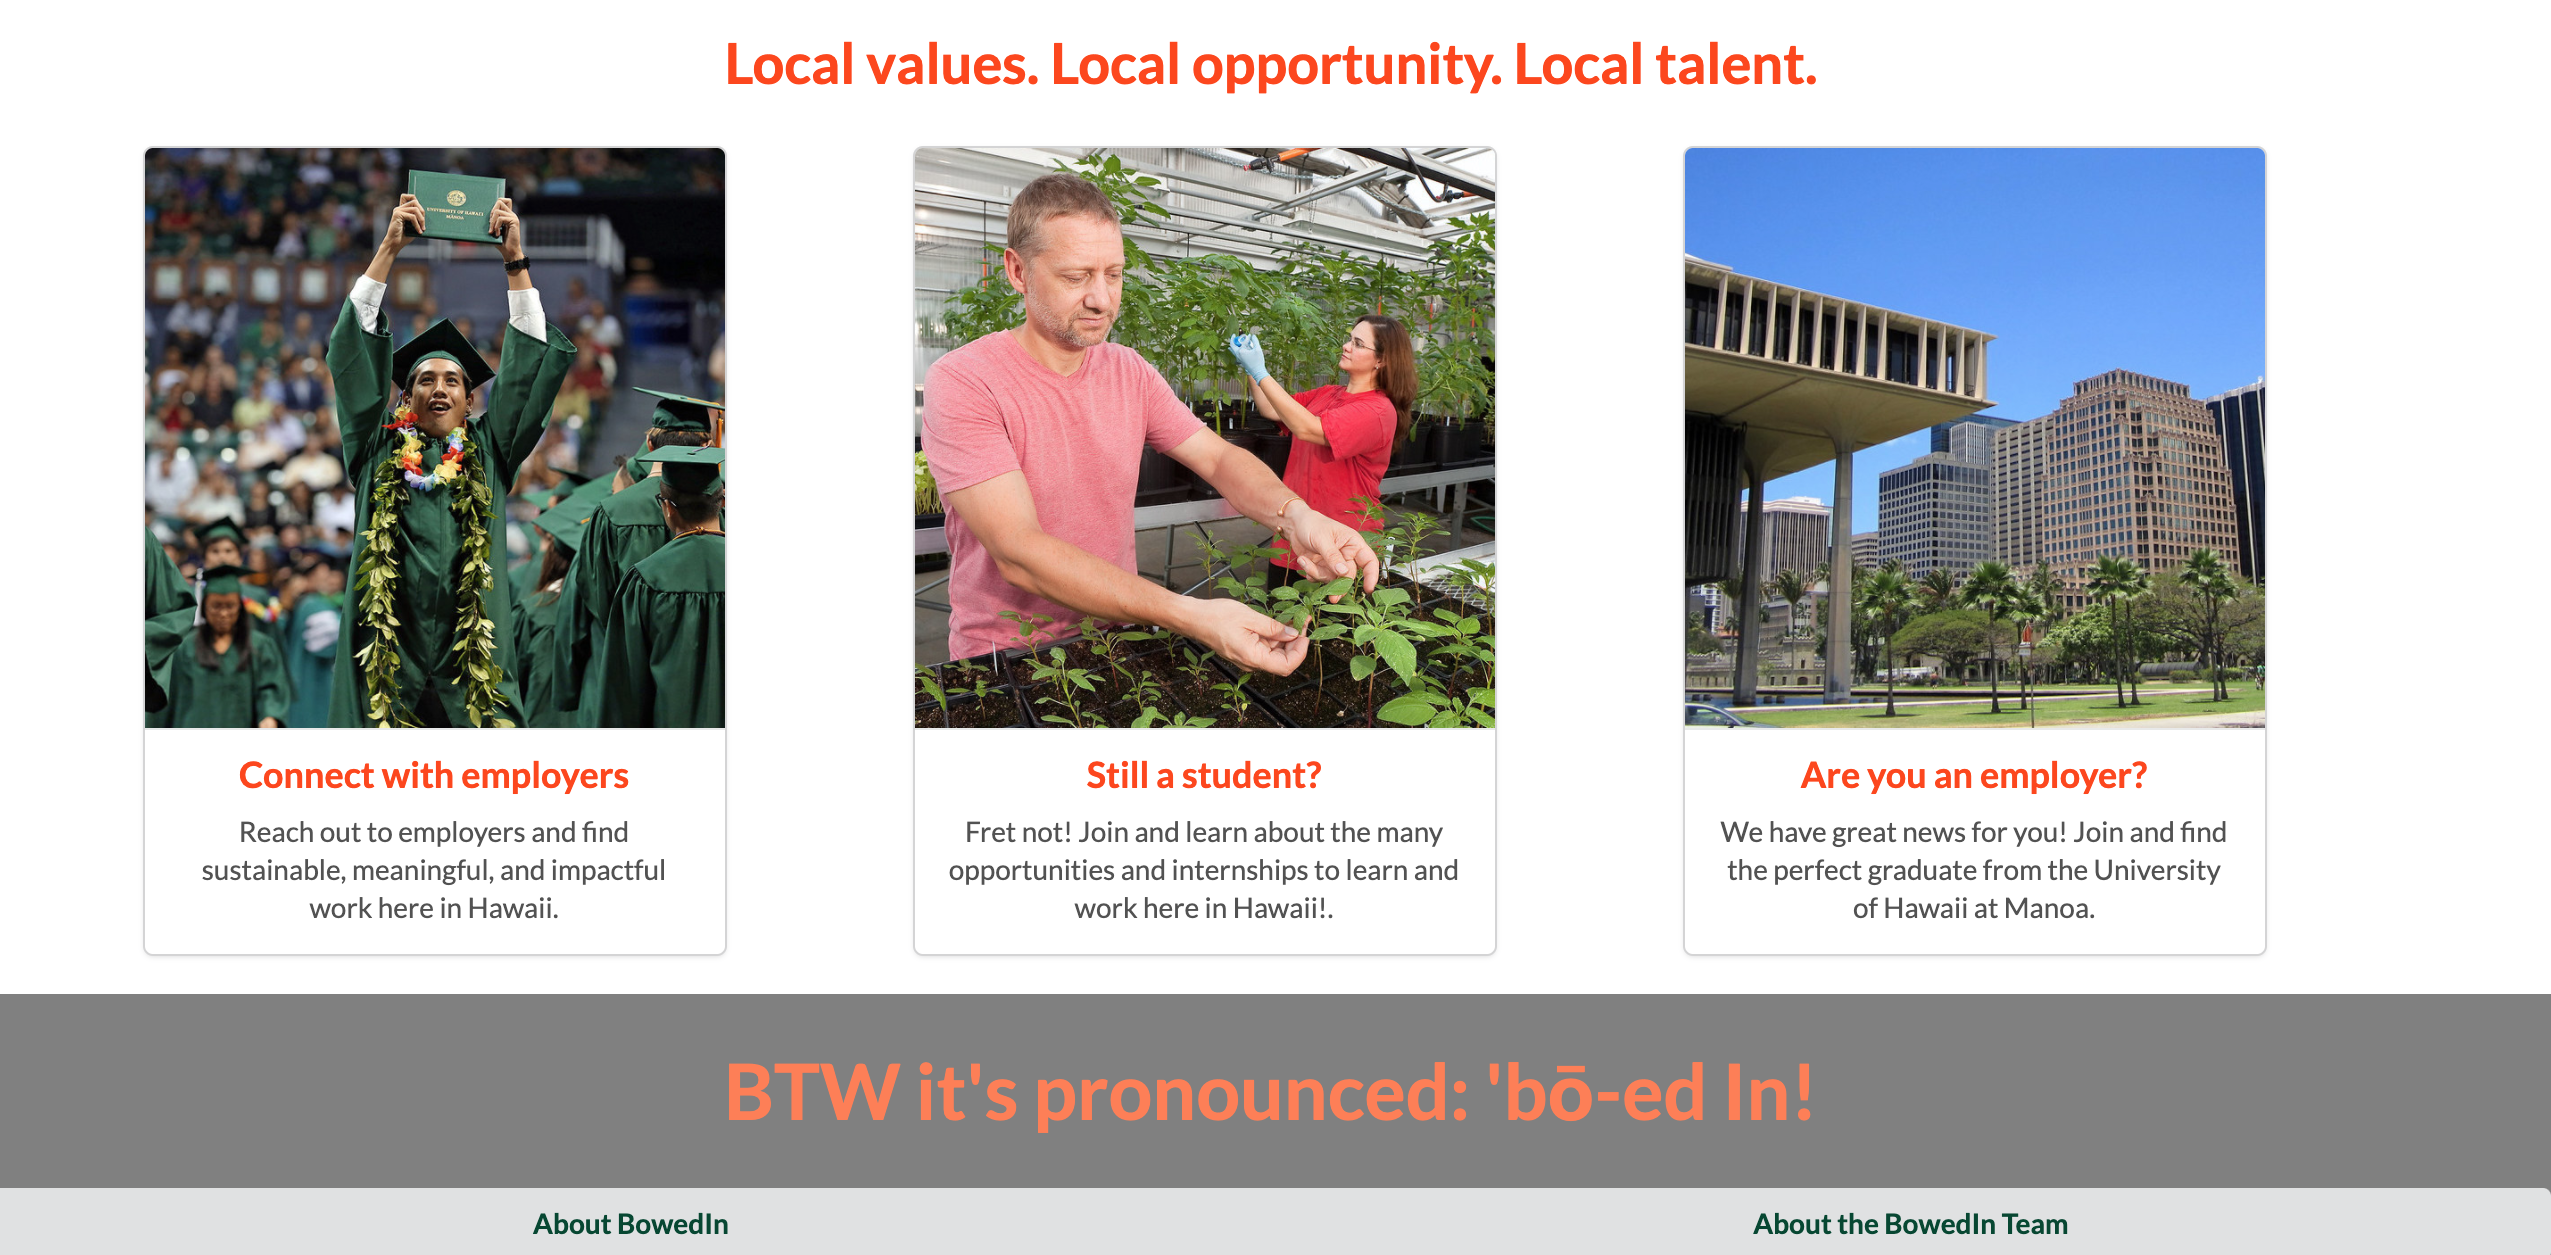 Local values. Local opportunity. Local talent.
UNIVERSITY OF HAWAII
MĀNOA
Connect with employers
Reach out to employers and find
sustainable, meaningful, and impactful
work here in Hawaii.
Still a student?
Fret not! Join and learn about the many
opportunities and internships to learn and
work here in Hawaii!.
Are you an employer?
We have great news for you! Join and find
the perfect graduate from the University
of Hawaii at Manoa.
BTW it's pronounced: 'bō-ed In!
About BowedIn
About the BowedIn Team